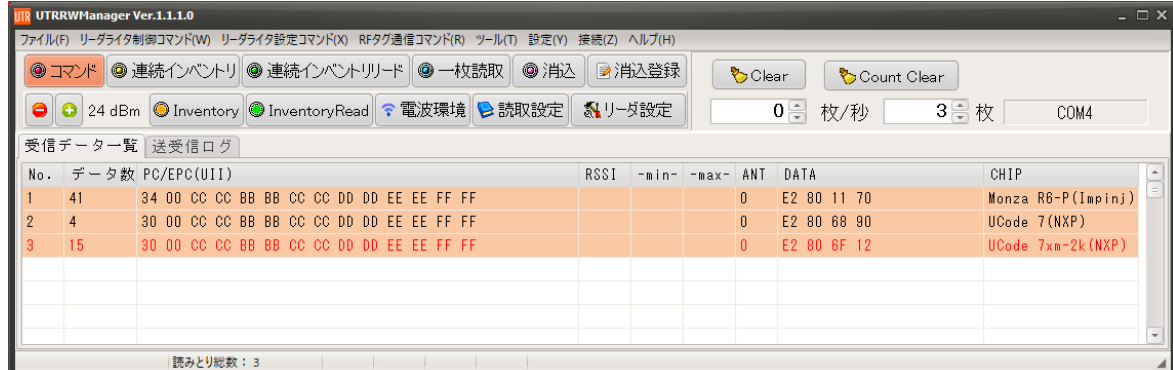 UTR UTRRWManager Ver.1.1.1.0
ファイル(F) リーダライタ制御コマンド(W) リーダライタ設定コマンド(X) RFタグ通信コマンド(R) ツール(T) 設定(Y) 接続(Z) ヘルプ(H)
コマンド 連続インベントリ 連続インベントリリード 一枚読取 消込 消込登録 Clear Count Clear
24 dBm Inventory InventoryRead 電波環境 読取設定 リーダ設定 0 枚/秒 3 枚 COM4
受信データ一覧 送受信ログ
No. データ数 PC/EPC(UII) RSSI -min- -max- ANT DATA CHIP
1 41 34 00 CC CC BB BB CC CC DD DD EE EE FF FF 0 E2 80 11 70 Monza R6-P(Impinj)
2 4 30 00 CC CC BB BB CC CC DD DD EE EE FF FF 0 E2 80 68 90 UCode 7(NXP)
3 15 30 00 CC CC BB BB CC CC DD DD EE EE FF FF 0 E2 80 6F 12 UCode 7xm-2k(NXP)
読みとり総数：3